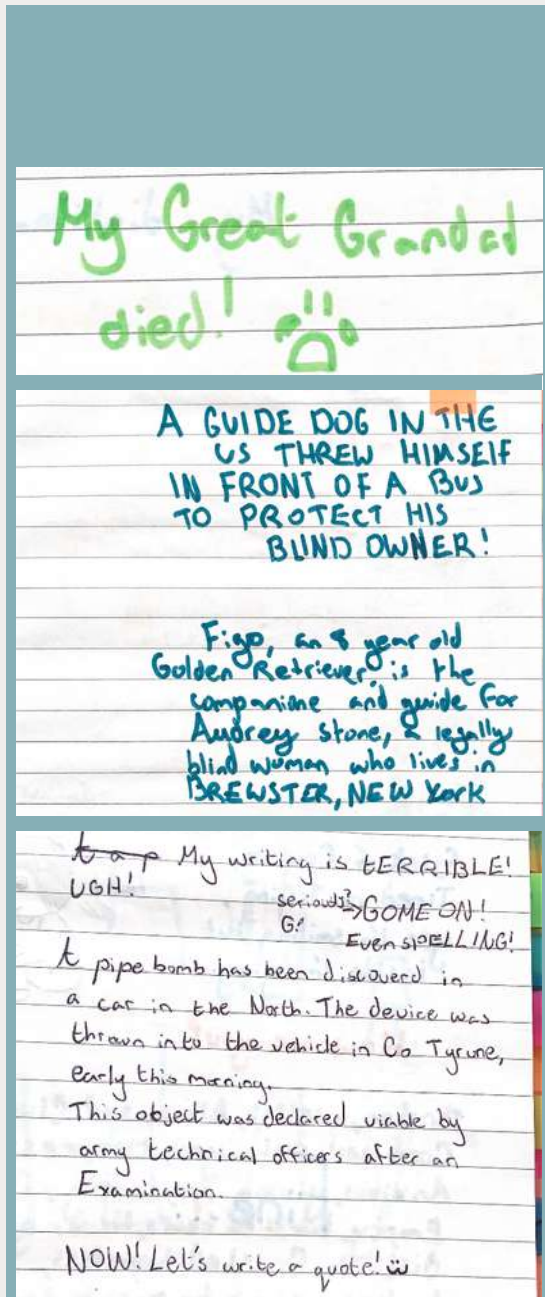 My Great Grandad
died!
A GUIDE DOG IN THE
US THREW HIMSELF
IN FRONT OF A BUS
TO PROTECT HIS
BLIND OWNER!
Figo, an 8 year old
Golden Retriever, is the
companione and guide for
Audrey Stone, a legally
blind woman who lives in
BREWSTER, NEW York
My writing is tERRIBLE!
UGH!
seriously? →GOME ON!
G!
Even SPELLING!
A pipe bomb has been discoverd in
a car in the North. The device was
thrown into the vehicle in Co Tyrone,
early this morning.
This object was declared viable by
army technical officers after an
Examination.
NOW! Let's write a quote!